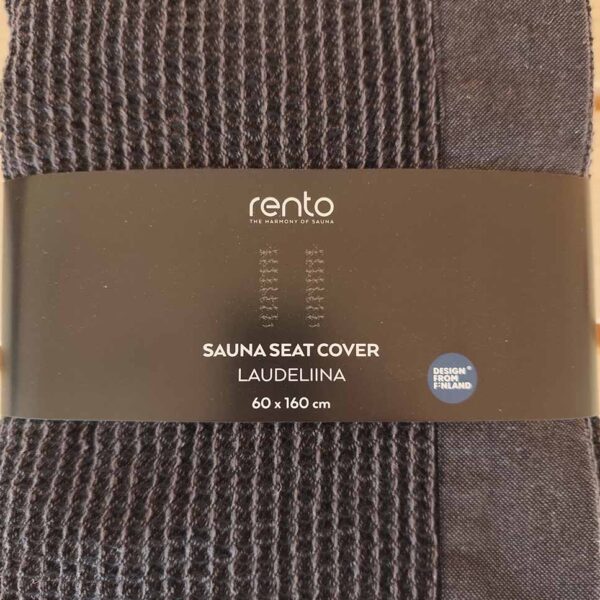 rento
THE HARMONY OF SAUNA
SAUNA SEAT COVER
LAUDELIINA
60 x 160 cm
DESIGN®
FROM
FINLAND